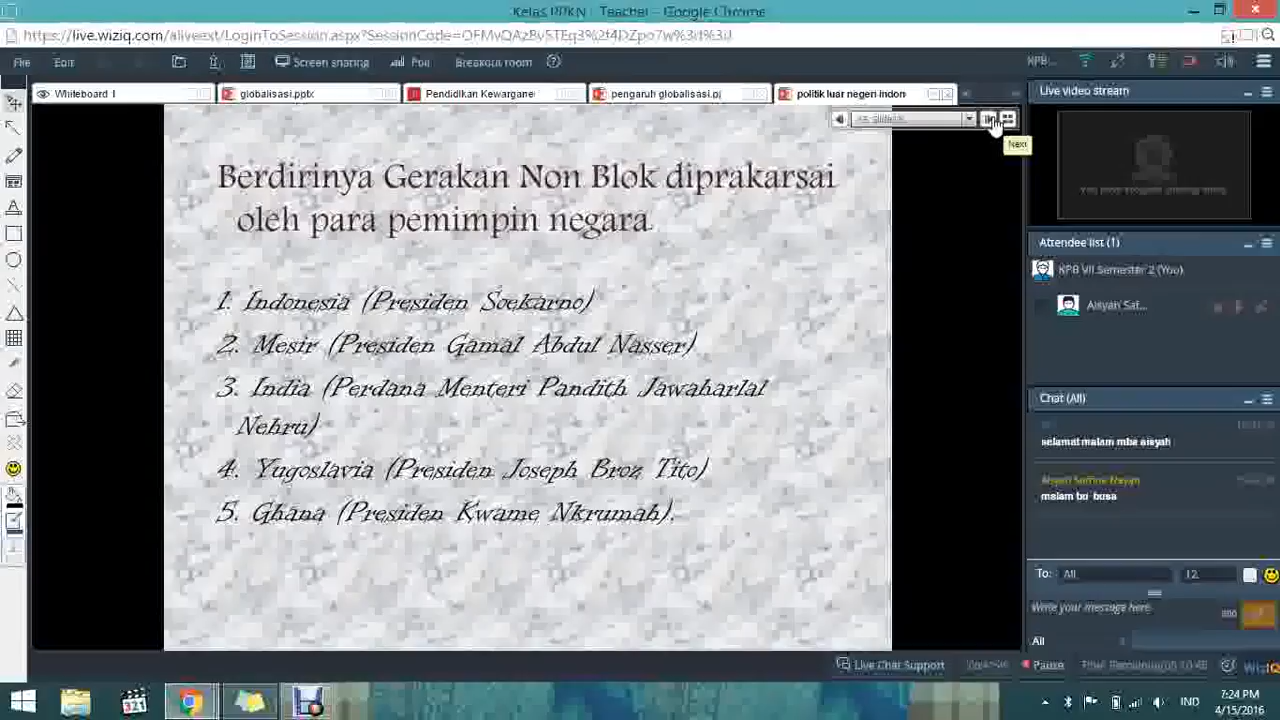 Kelas PPKN Teacher - Google Chrome
File Edit Screen sharing Poll Breakout room
Whiteboard 1 globalisasi.pptx Pendidikan Kewargane pengaruh globalisasi.p politik luar negeri indon
Next
Berdirinya Gerakan Non Blok diprakarsai
oleh para pemimpin negara.
1. Indonesia (Presiden Soekarno)
2. Mesir (Presiden Gamal Abdul Nasser)
3. India (Perdana Menteri Pandith Jawaharlal
Nehru)
4. Yugoslavia (Presiden Joseph Broz Tito)
5. Ghana (Presiden Kwame Nkrumah).
Live video stream
Attendee list (1)
KPB VII Semester 2 (You)
Aisyah Saf...
Chat (All)
selamat malam mba aisyah
malam bu busa
To: All 12
Write your message here
All
Live Chat Support Pause
IND
7:24 PM
4/15/2016